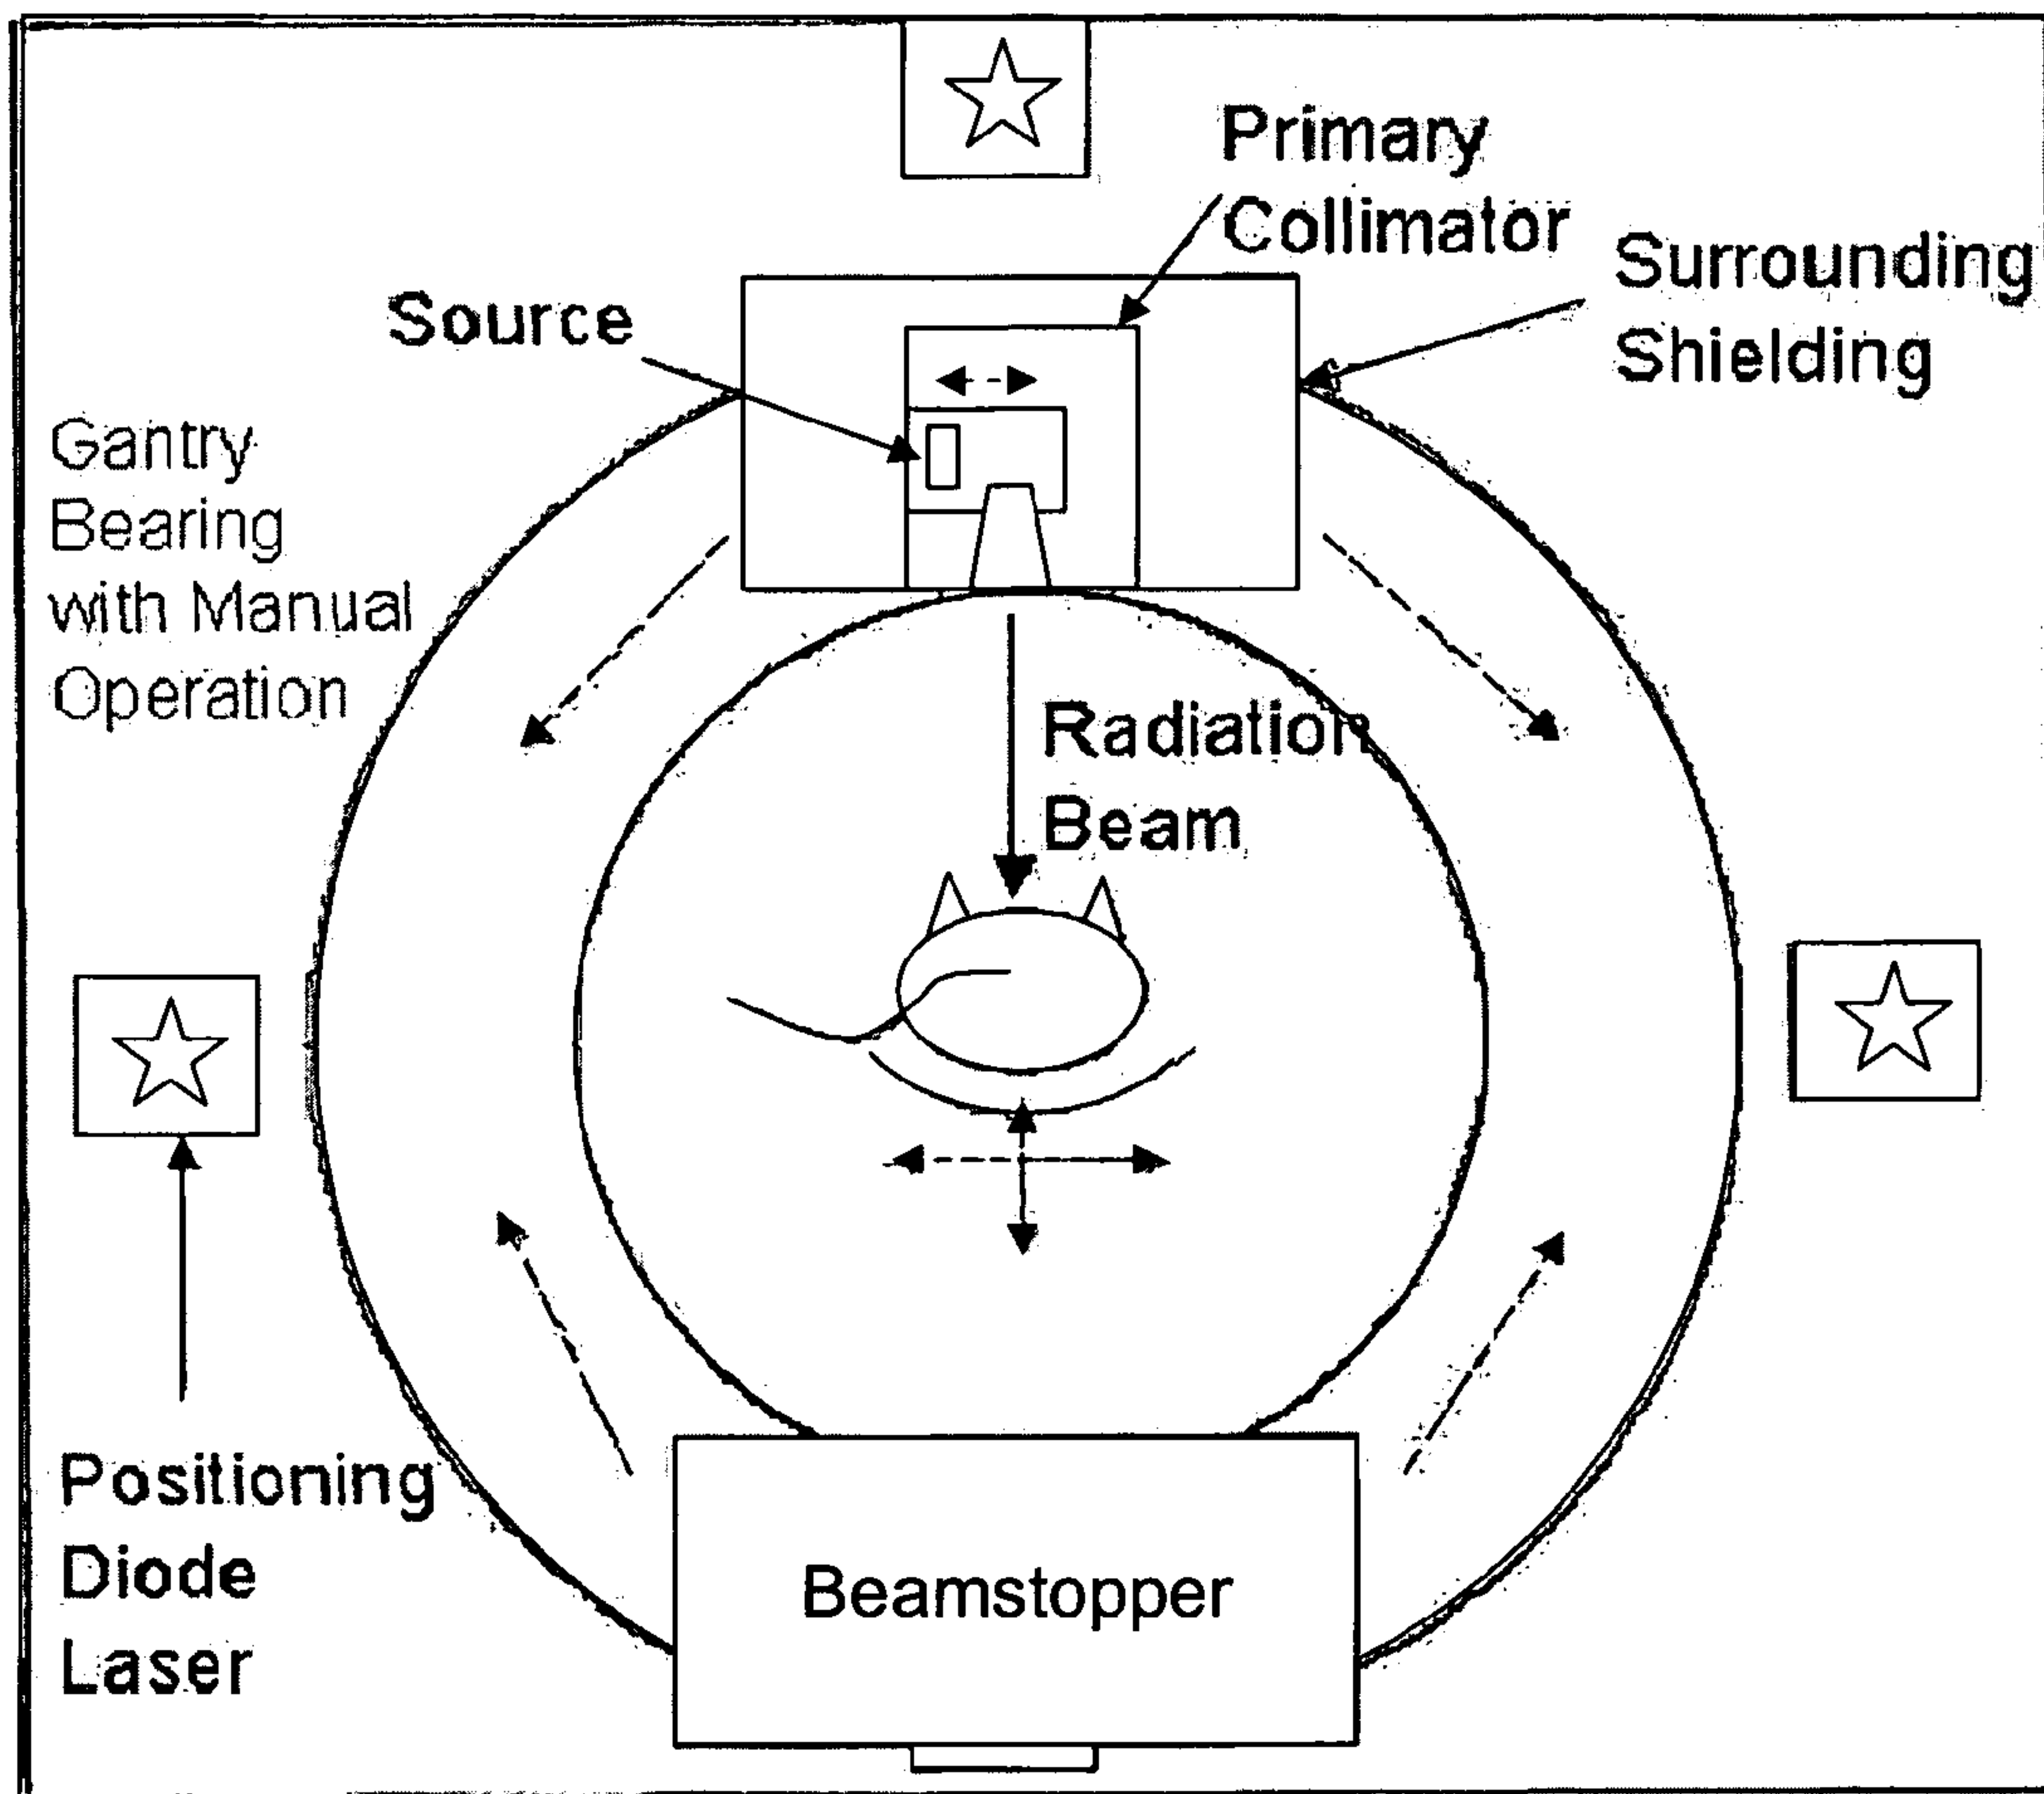 Primary
Collimator
Surrounding
Shielding
Source
Gantry
Bearing
with Manual
Operation
Radiation
Beam
Positioning
Diode
Laser
Beamstopper